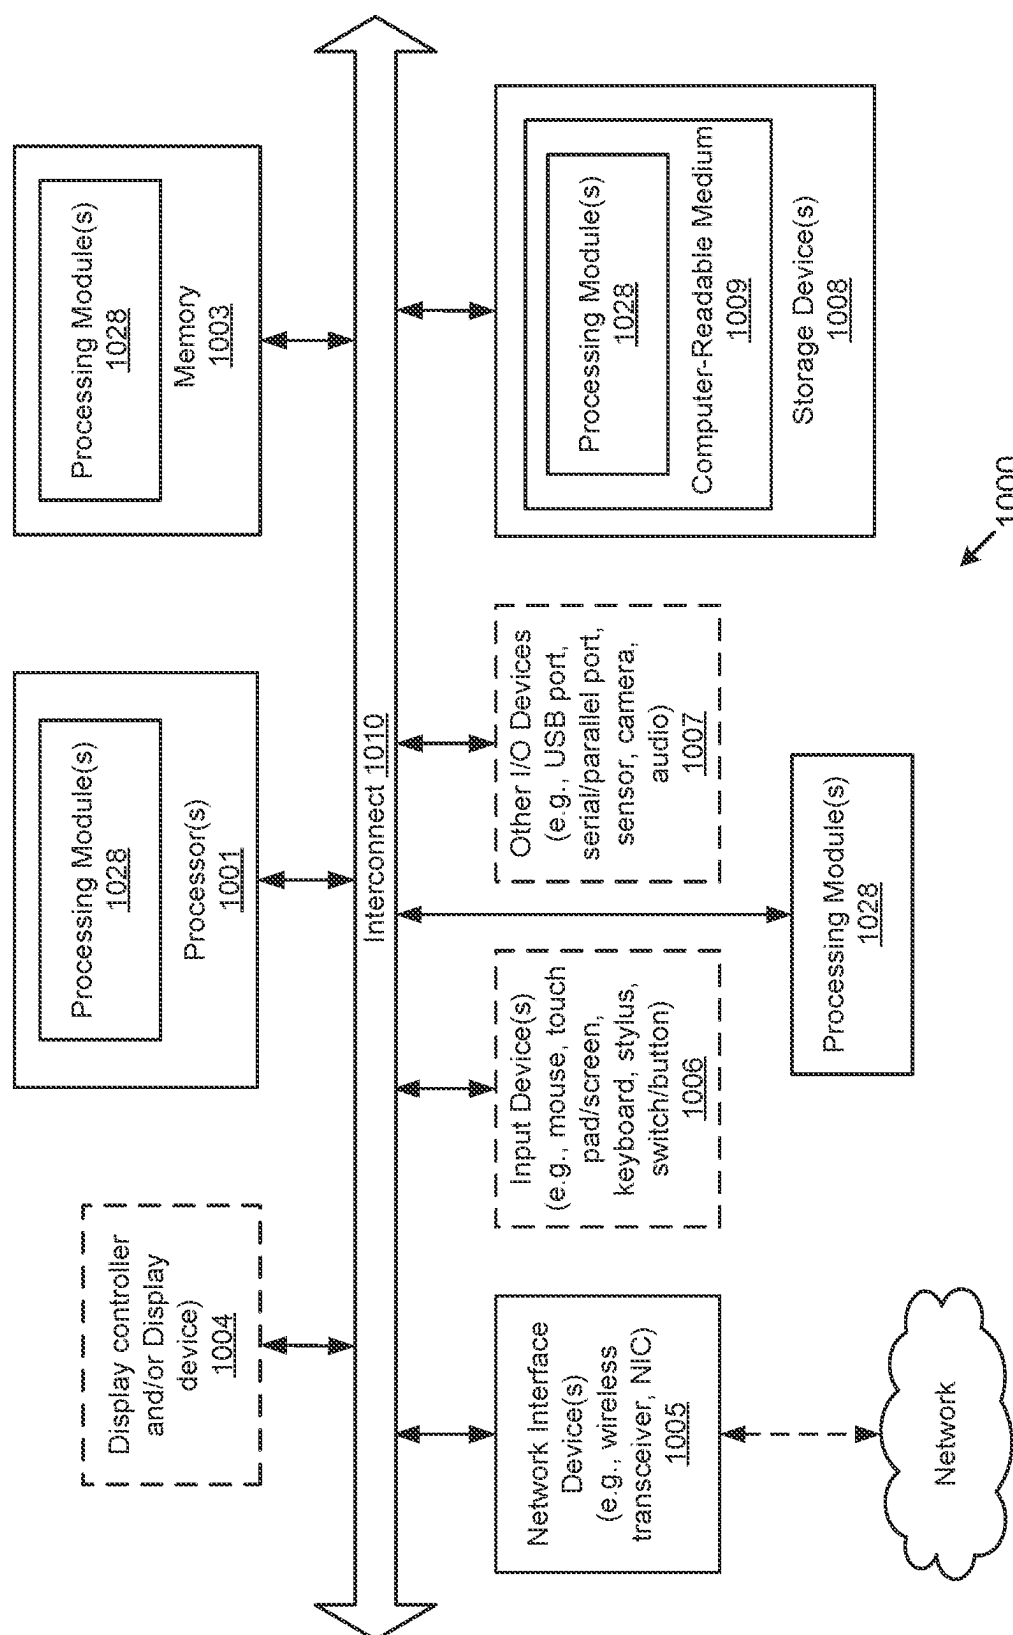 Display controller
and/or Display
device)
1004
Processing Module(s)
1028
Processor(s)
1001
Processing Module(s)
1028
Memory
1003
Interconnect 1010
Network Interface
Device(s)
(e.g., wireless
transceiver, NIC)
1005
Input Device(s)
(e.g., mouse, touch
pad/screen,
keyboard, stylus,
switch/button)
1006
Other I/O Devices
(e.g., USB port,
serial/parallel port,
sensor, camera,
audio)
1007
Processing Module(s)
1028
Computer-Readable Medium
1009
Storage Device(s)
1008
Processing Module(s)
1028
Network
1000